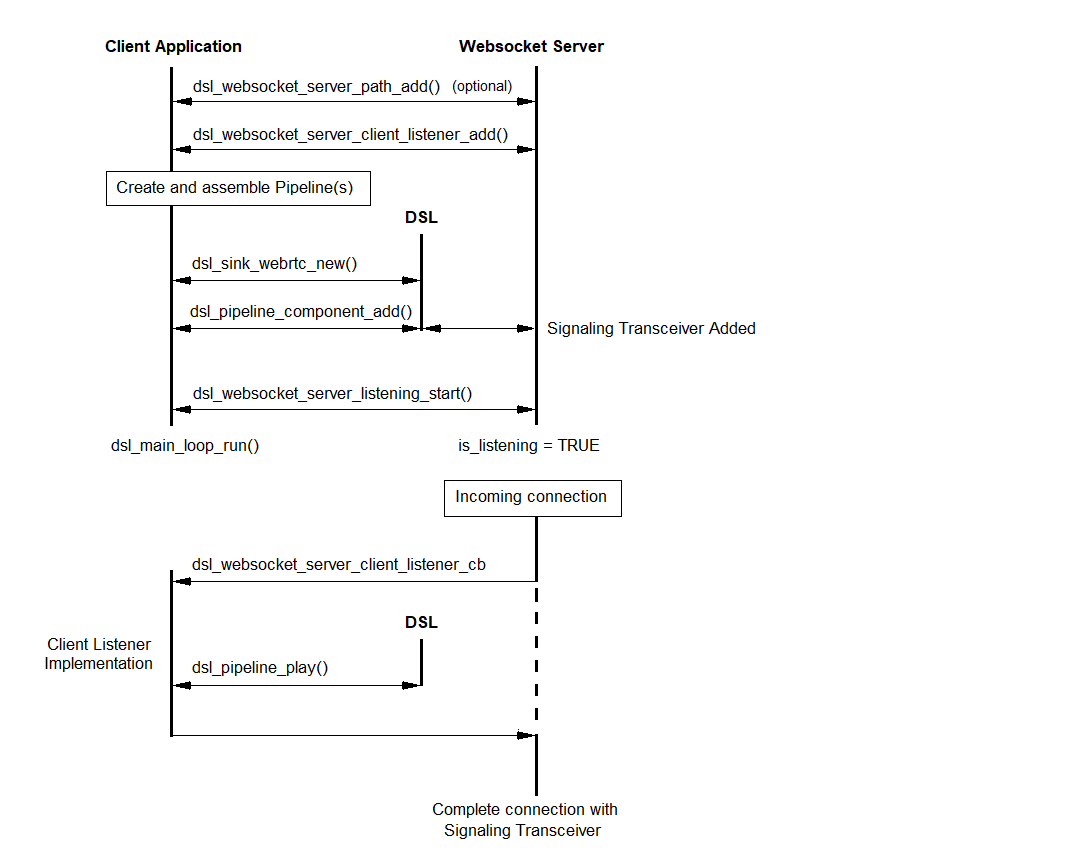 Client Application
Websocket Server
dsl_websocket_server_path_add() (optional)
dsl_websocket_server_client_listener_add()
Create and assemble Pipeline(s)
DSL
dsl_sink_webrtc_new()
dsl_pipeline_component_add()
Signaling Transceiver Added
dsl_websocket_server_listening_start()
dsl_main_loop_run()
is_listening = TRUE
Incoming connection
dsl_websocket_server_client_listener_cb
DSL
Client Listener
Implementation
dsl_pipeline_play()
Complete connection with
Signaling Transceiver